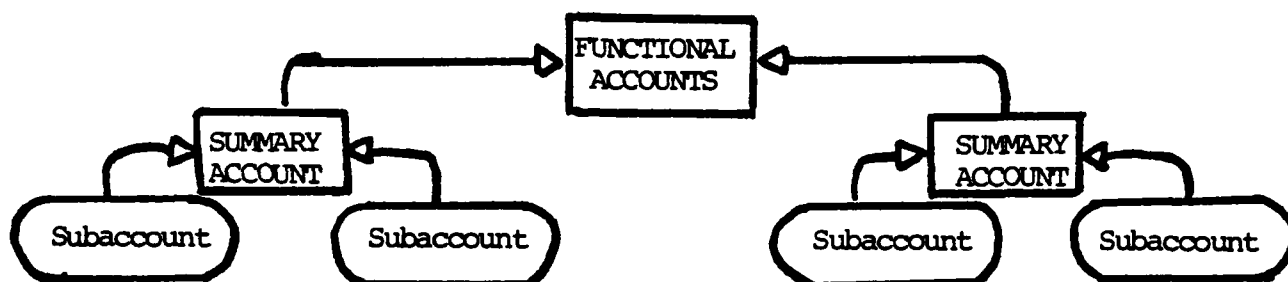 FUNCTIONAL
ACCOUNTS
SUMMARY
ACCOUNT
SUMMARY
ACCOUNT
Subaccount
Subaccount
Subaccount
Subaccount